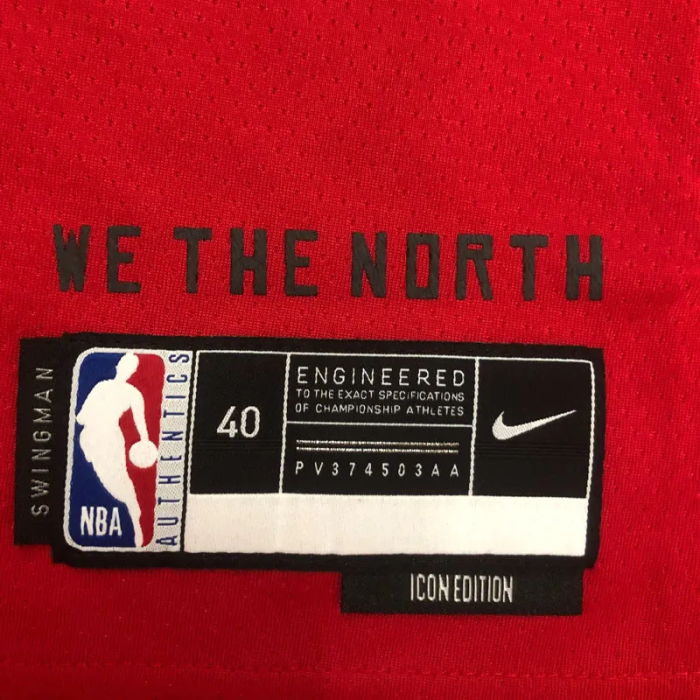 WE THE NORTH
SWINGMAN
NBA
AUTHENTICS
40
ENGINEERED
TO THE EXACT SPECIFICATIONS
OF CHAMPIONSHIP ATHLETES
PV374503AA
ICON EDITION